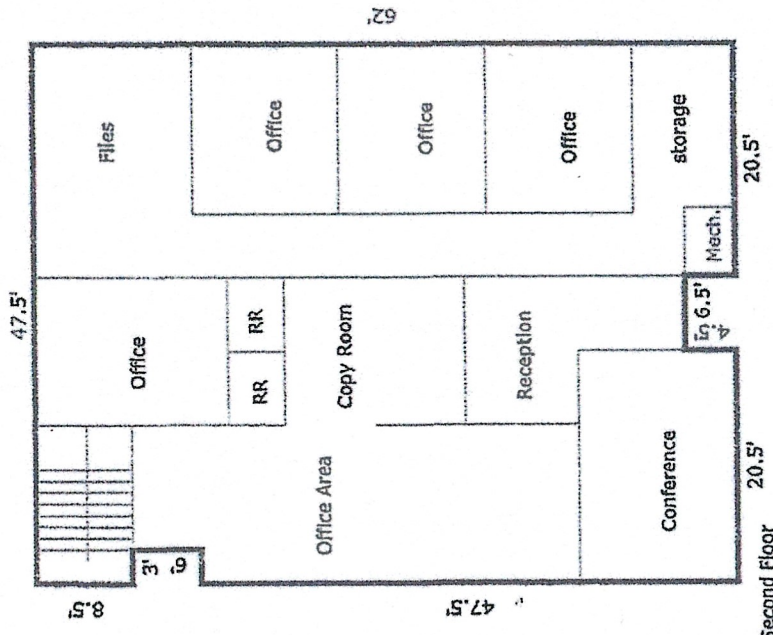 62'
47.5'
Files
Office
Office
Office
storage
Mech.
Office
RR
RR
Copy Room
Reception
Office Area
Conference
3'
6'
8.5'
47.5'
6.5'
4.5'
20.5'
20.5'
Second Floor